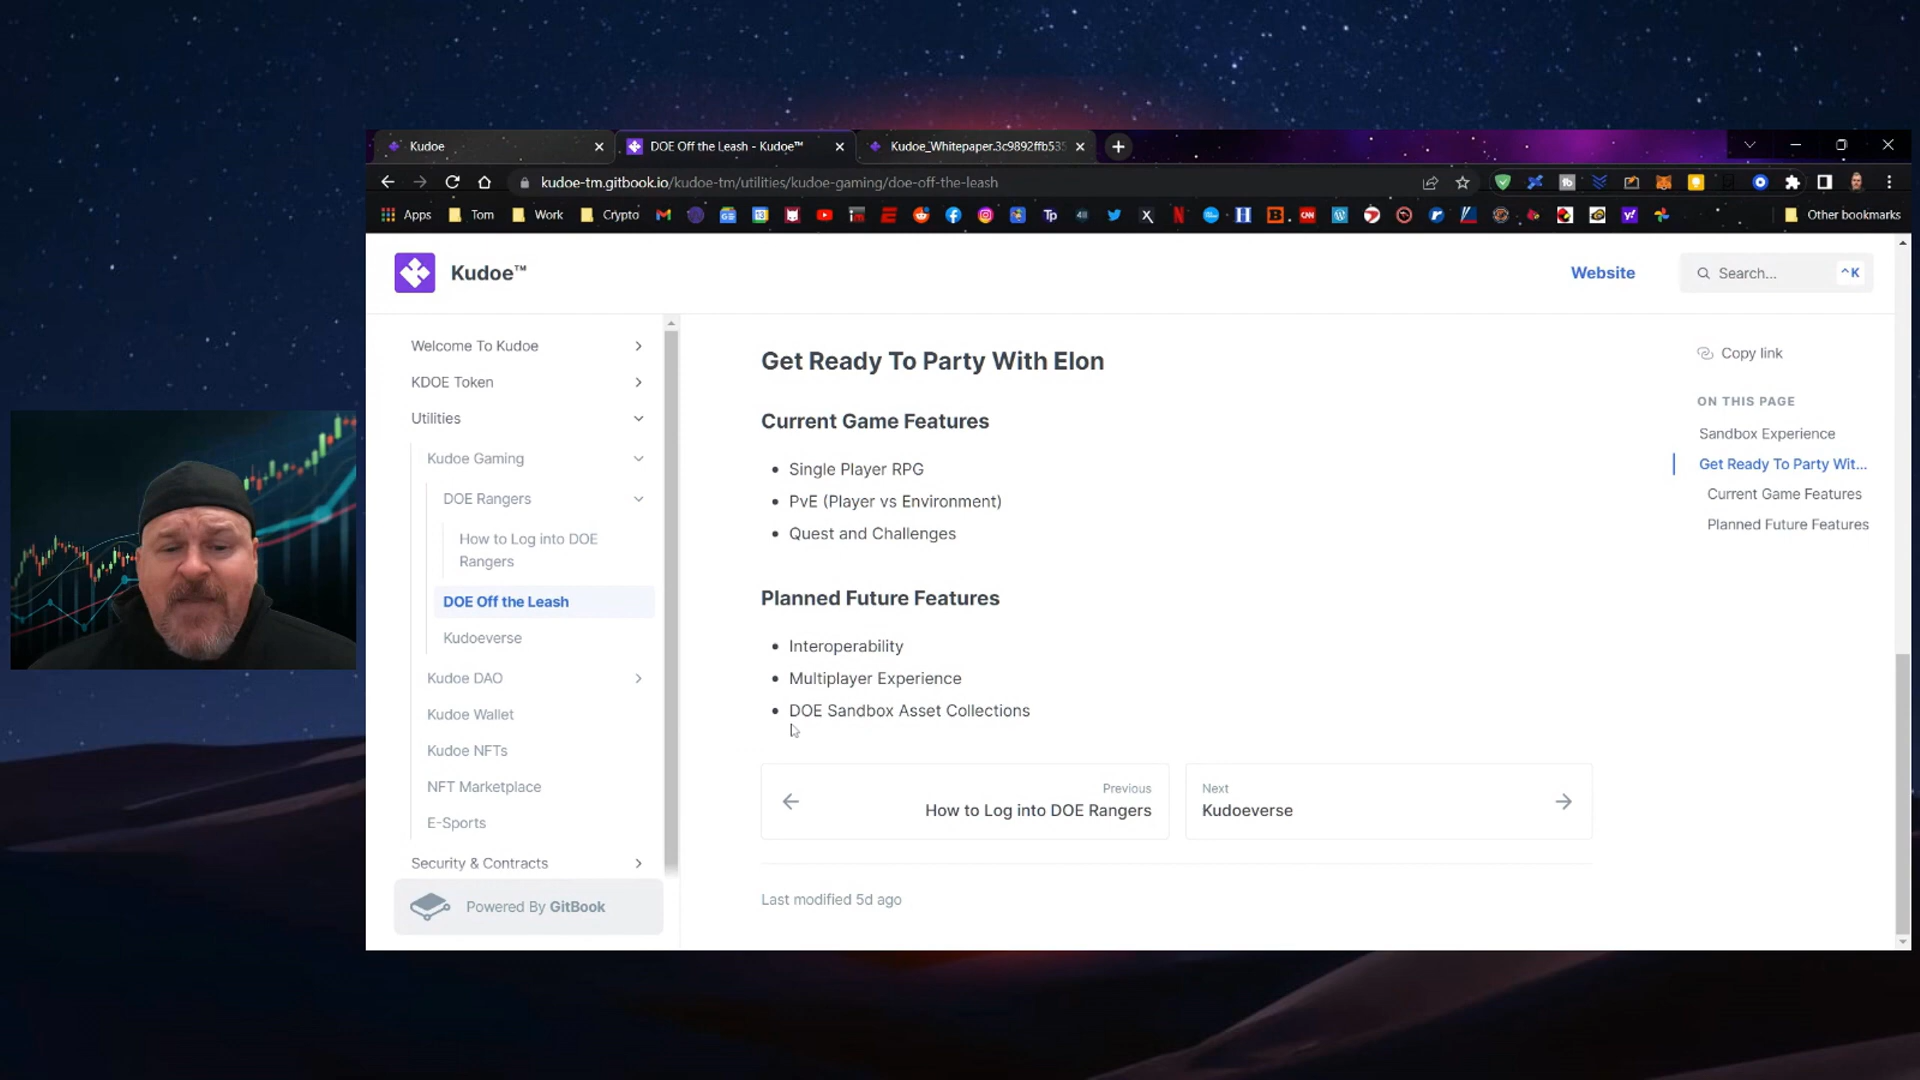 Kudoe
DOE Off the Leash - Kudoe™
Kudoe_Whitepaper.3c9892ffb535
kudoe-tm.gitbook.io/kudoe-tm/utilities/kudoe-gaming/doe-off-the-leash
Apps
Tom
Work
Crypto
Other bookmarks
Kudoe™
Website
Search...
^K
Welcome To Kudoe
KDOE Token
Utilities
Kudoe Gaming
DOE Rangers
How to Log into DOE
Rangers
DOE Off the Leash
Kudoeverse
Kudoe DAO
Kudoe Wallet
Kudoe NFTs
NFT Marketplace
E-Sports
Security & Contracts
Powered By GitBook
Get Ready To Party With Elon
Current Game Features
• Single Player RPG
• PvE (Player vs Environment)
• Quest and Challenges
Planned Future Features
• Interoperability
• Multiplayer Experience
• DOE Sandbox Asset Collections
Previous
How to Log into DOE Rangers
Next
Kudoeverse
Last modified 5d ago
Copy link
ON THIS PAGE
Sandbox Experience
Get Ready To Party Wit...
Current Game Features
Planned Future Features